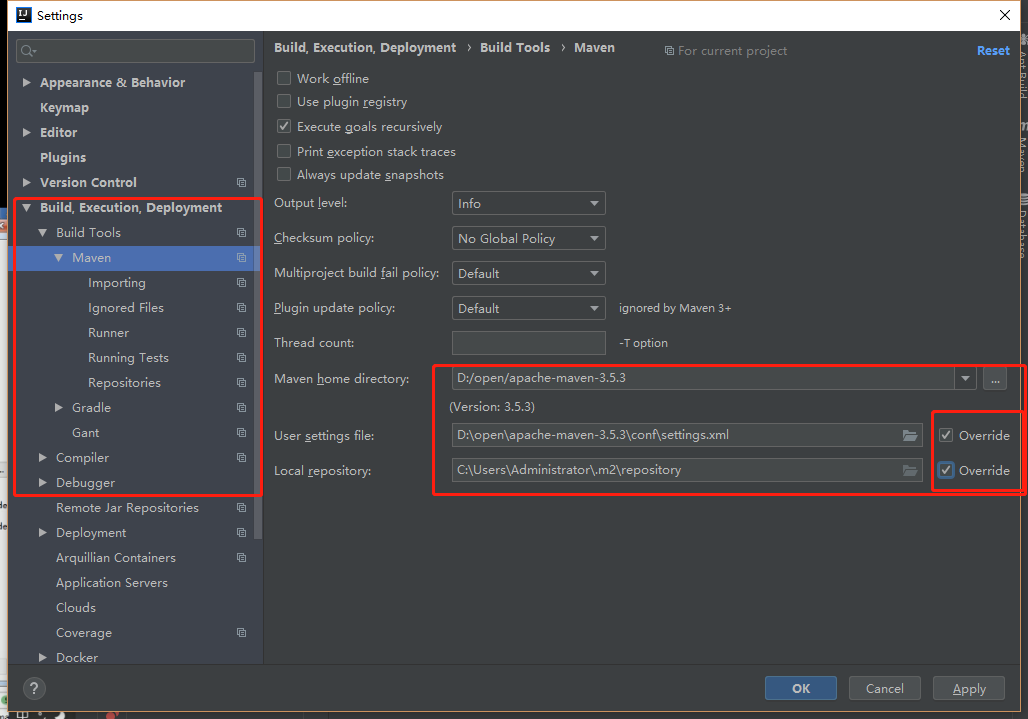 Settings
Build, Execution, Deployment › Build Tools › Maven
For current project
Reset
Appearance & Behavior
Keymap
Editor
Plugins
Version Control
Build, Execution, Deployment
Build Tools
Maven
Importing
Ignored Files
Runner
Running Tests
Repositories
Gradle
Gant
Compiler
Debugger
Remote Jar Repositories
Deployment
Arquillian Containers
Application Servers
Clouds
Coverage
Docker
Work offline
Use plugin registry
Execute goals recursively
Print exception stack traces
Always update snapshots
Output level: Info
Checksum policy: No Global Policy
Multiproject build fail policy: Default
Plugin update policy: Default ignored by Maven 3+
Thread count: -T option
Maven home directory: D:/open/apache-maven-3.5.3 ...
(Version: 3.5.3)
User settings file: D:\open\apache-maven-3.5.3\conf\settings.xml Override
Local repository: C:\Users\Administrator\.m2\repository Override
? OK Cancel Apply
Ant Build
Maven
Database